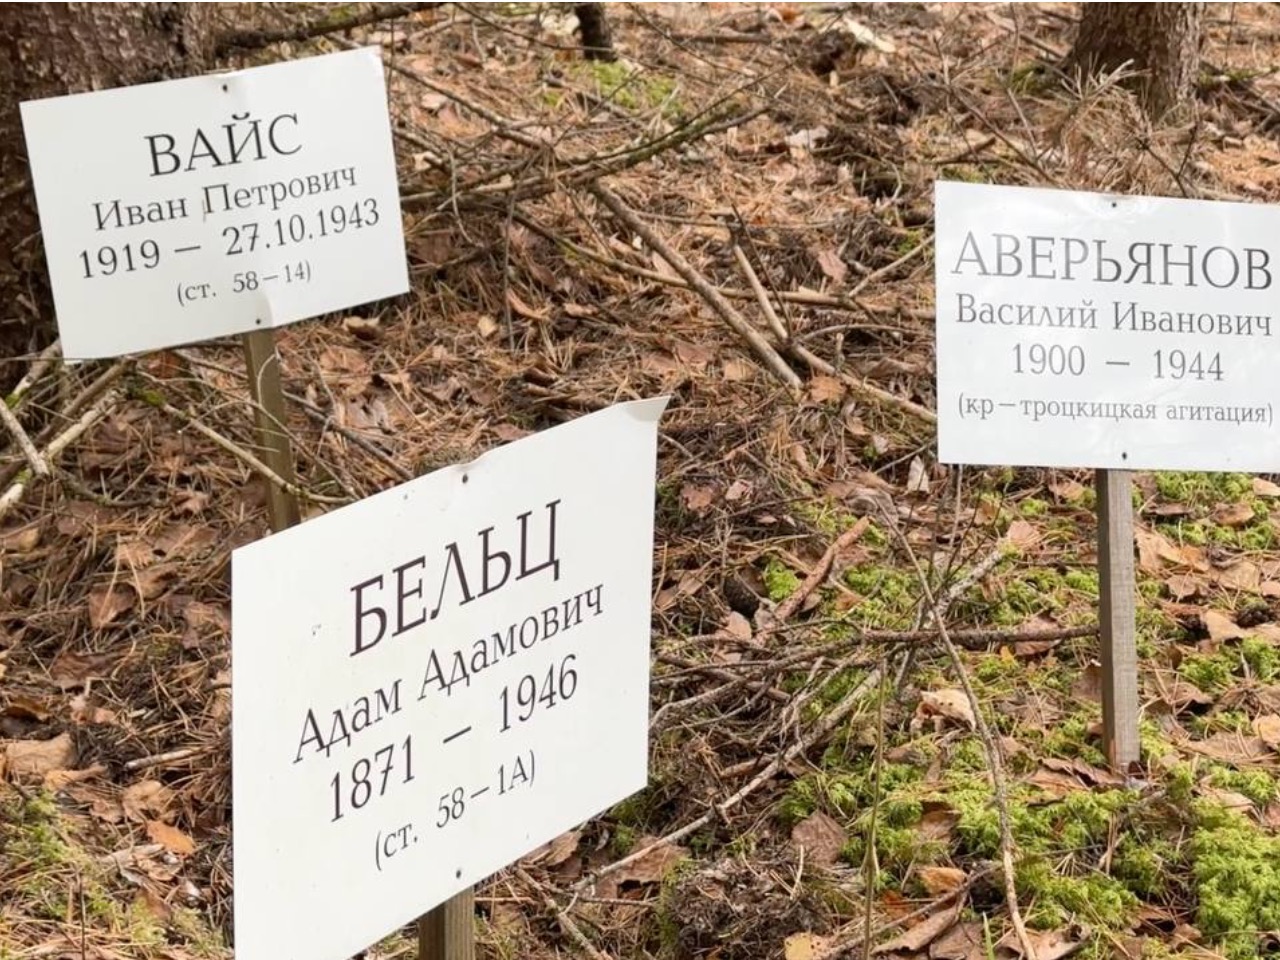 ВАЙС
Иван Петрович
1919 — 27.10.1943
(ст. 58—14)
БЕЛЬЦ
Адам Адамович
1871 — 1946
(ст. 58—1А)
АВЕРЬЯНОВ
Василий Иванович
1900 — 1944
(кр—троцкицкая агитация)